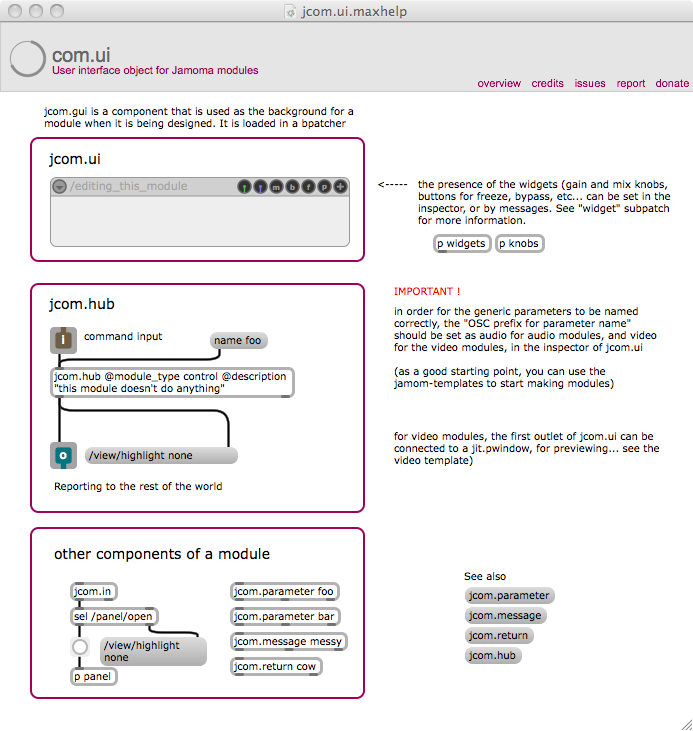 jcom.ui.maxhelp
com.ui
User interface object for Jamoma modules
overview credits issues report donate
jcom.gui is a component that is used as the background for a
module when it is being designed. It is loaded in a bpatcher
jcom.ui
/editing_this_module
i i m b f p +
<----- the presence of the widgets (gain and mix knobs,
buttons for freeze, bypass, etc... can be set in the
inspector, or by messages. See "widget" subpatch
for more information.
p widgets p knobs
jcom.hub
i command input
name foo
jcom.hub @module_type control @description
"this module doesn't do anything"
o /view/highlight none
Reporting to the rest of the world
IMPORTANT !
in order for the generic parameters to be named
correctly, the "OSC prefix for parameter name"
should be set as audio for audio modules, and video
for the video modules, in the inspector of jcom.ui
(as a good starting point, you can use the
jamom-templates to start making modules)
for video modules, the first outlet of jcom.ui can be
connected to a jit.pwindow, for previewing... see the
video template)
other components of a module
jcom.in
sel /panel/open
/view/highlight
none
p panel
jcom.parameter foo
jcom.parameter bar
jcom.message messy
jcom.return cow
See also
jcom.parameter
jcom.message
jcom.return
jcom.hub